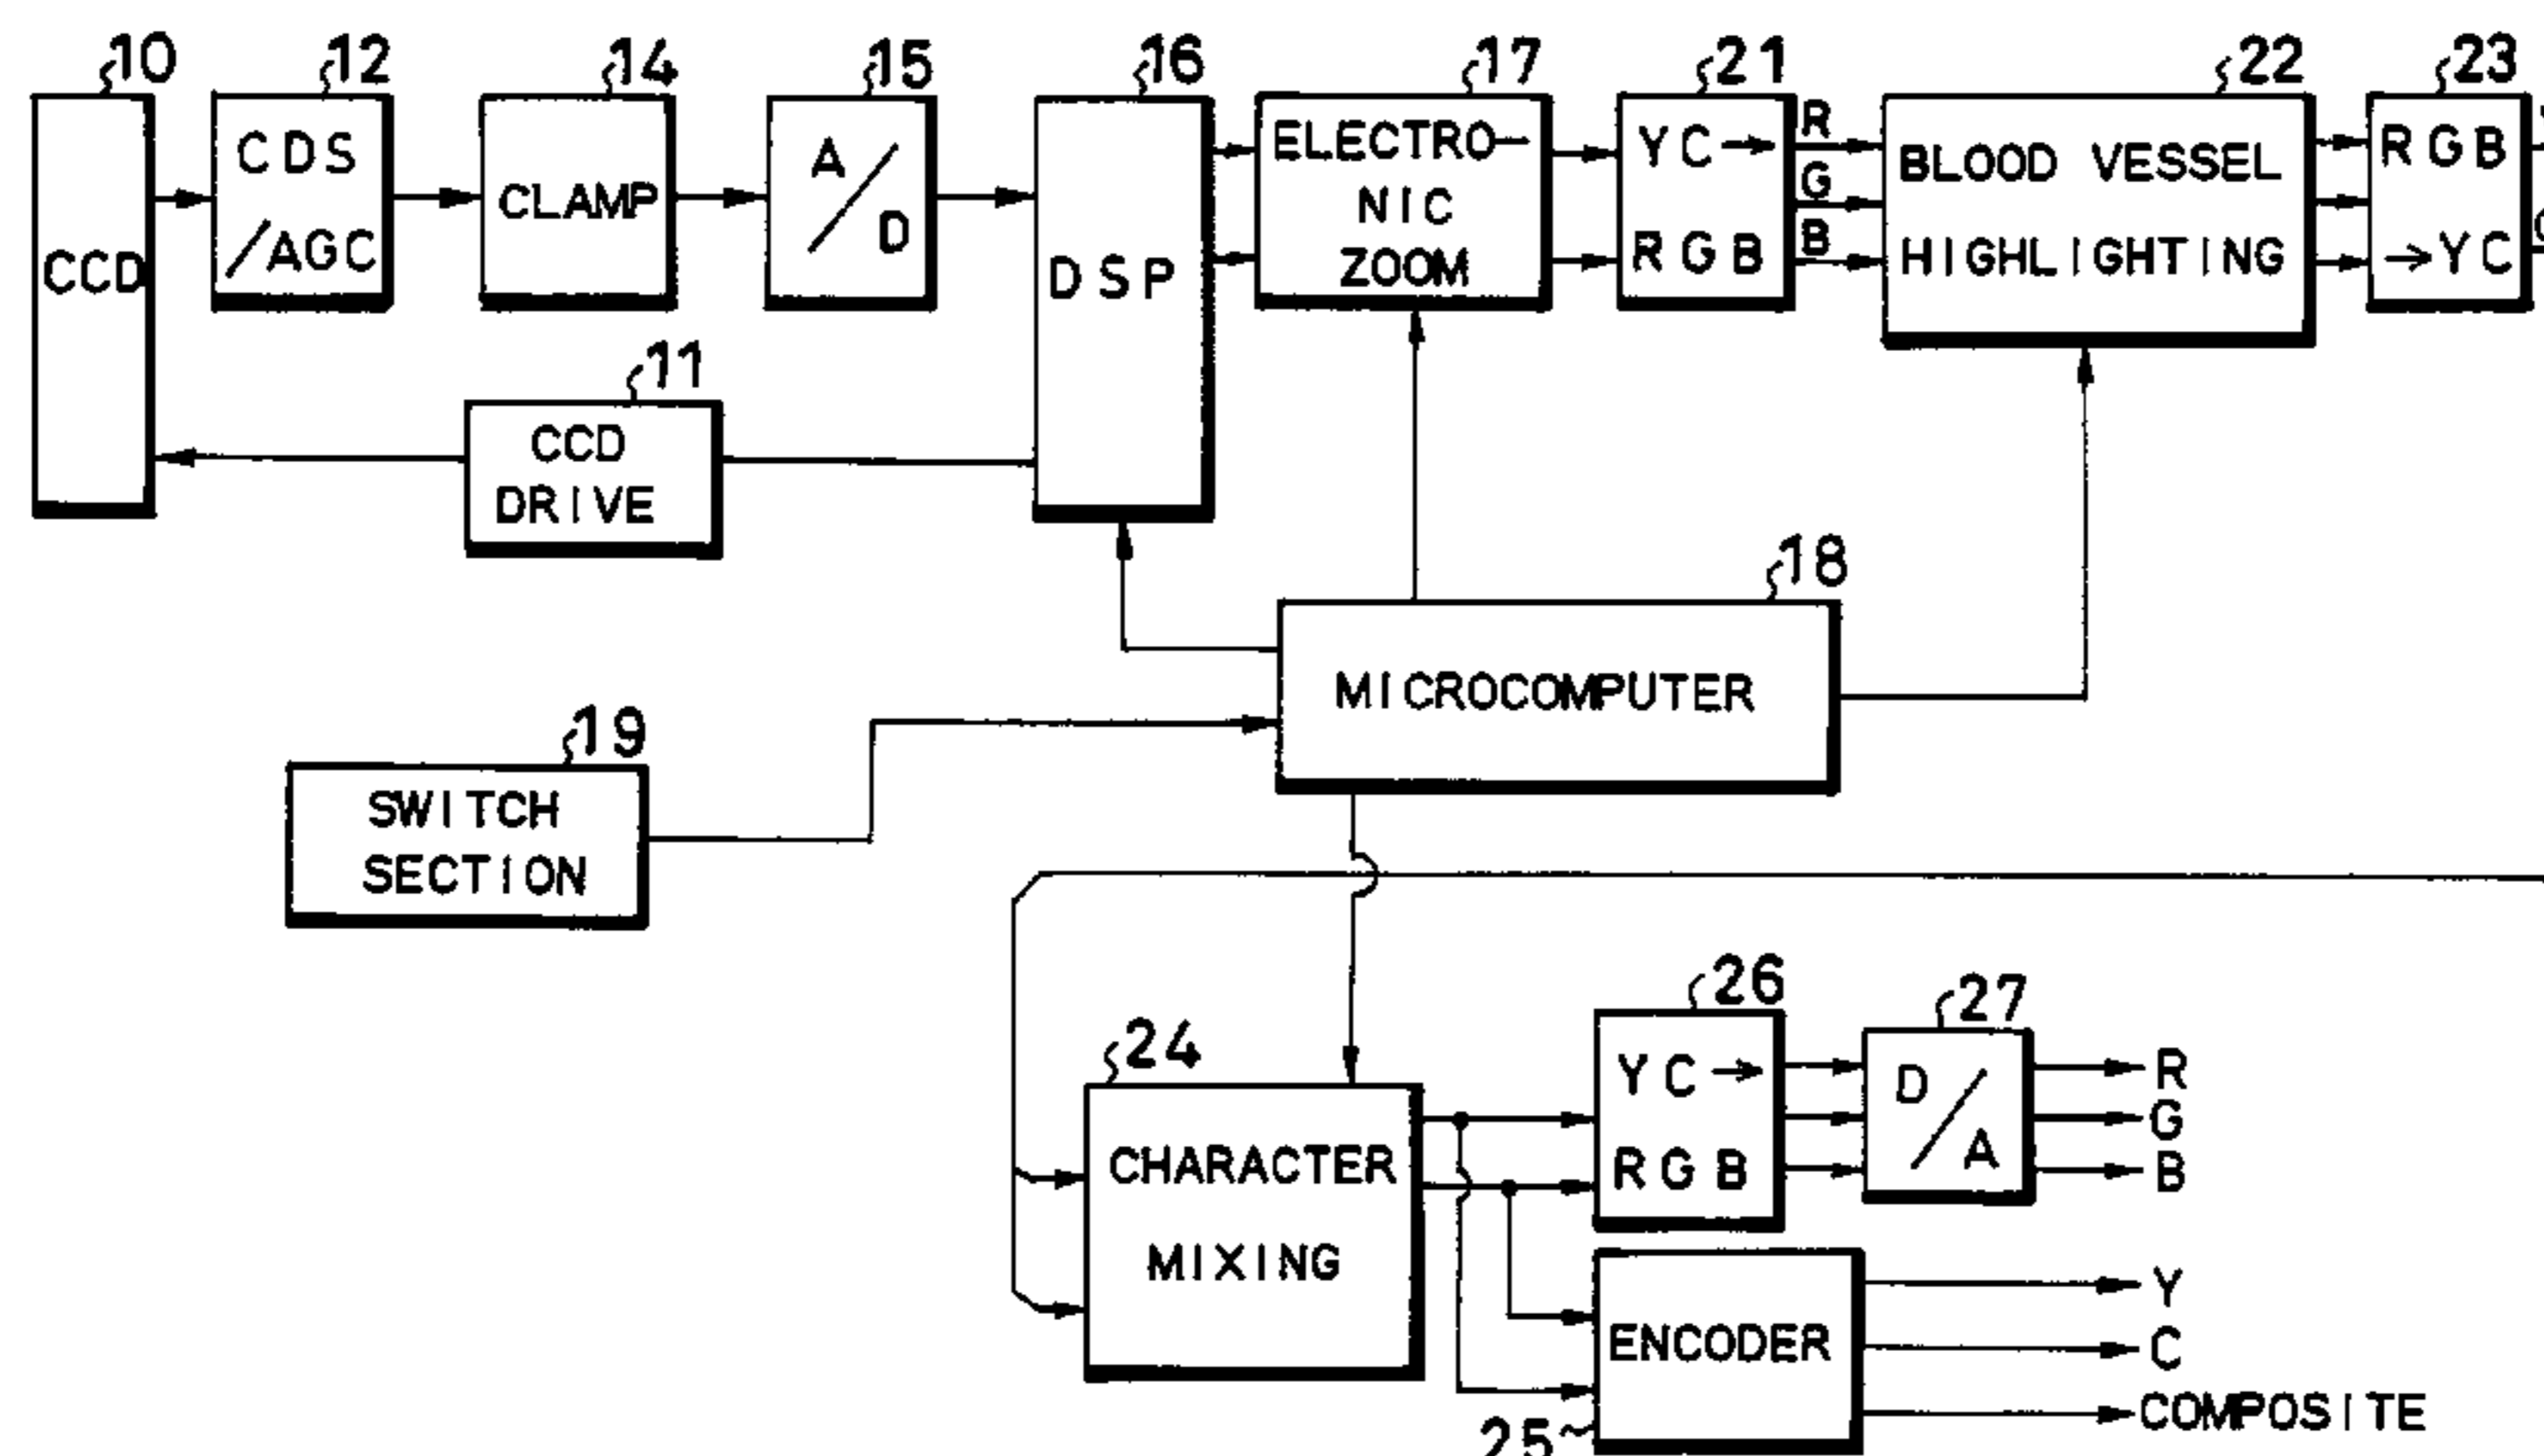 10
12
14
15
16
17
21
22
23
CCD
CDS
/AGC
CLAMP
A/D
DSP
ELECTRO-
NIC
ZOOM
YC→
RGB
R
G
B
BLOOD VESSEL
HIGHLIGHTING
RGB
→YC
11
CCD
DRIVE
18
MICROCOMPUTER
19
SWITCH
SECTION
24
CHARACTER
MIXING
26
YC→
RGB
27
D/A
R
G
B
25
ENCODER
Y
C
COMPOSITE